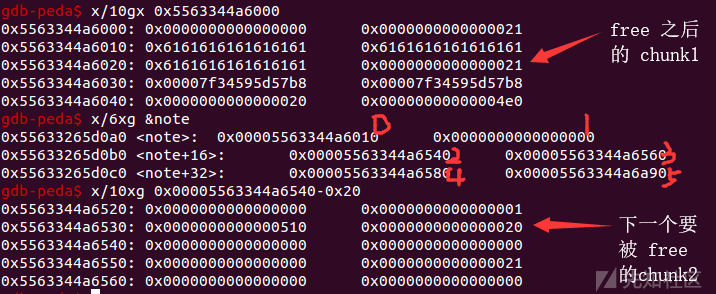 gdb-peda$ x/10gx 0x5563344a6000
0x5563344a6000: 0x0000000000000000 0x0000000000000021
0x5563344a6010: 0x6161616161616161 0x6161616161616161
0x5563344a6020: 0x6161616161616161 0x0000000000000021
0x5563344a6030: 0x00007f34595d57b8 0x00007f34595d57b8
0x5563344a6040: 0x0000000000000020 0x00000000000004e0
gdb-peda$ x/6xg &note
0x55633265d0a0 <note>: 0x00005563344a6010 0x0000000000000000
0x55633265d0b0 <note+16>: 0x00005563344a6540 0x00005563344a6560
0x55633265d0c0 <note+32>: 0x00005563344a6580 0x00005563344a6a90
gdb-peda$ x/10xg 0x00005563344a6540-0x20
0x5563344a6520: 0x0000000000000000 0x0000000000000001
0x5563344a6530: 0x0000000000000510 0x0000000000000020
0x5563344a6540: 0x0000000000000000 0x0000000000000000
0x5563344a6550: 0x0000000000000000 0x0000000000000021
0x5563344a6560: 0x0000000000000000 0x0000000000000000
free 之后
的 chunk1
0 1
2 3
4 5
下一个要
被 free
的chunk2
先知社区